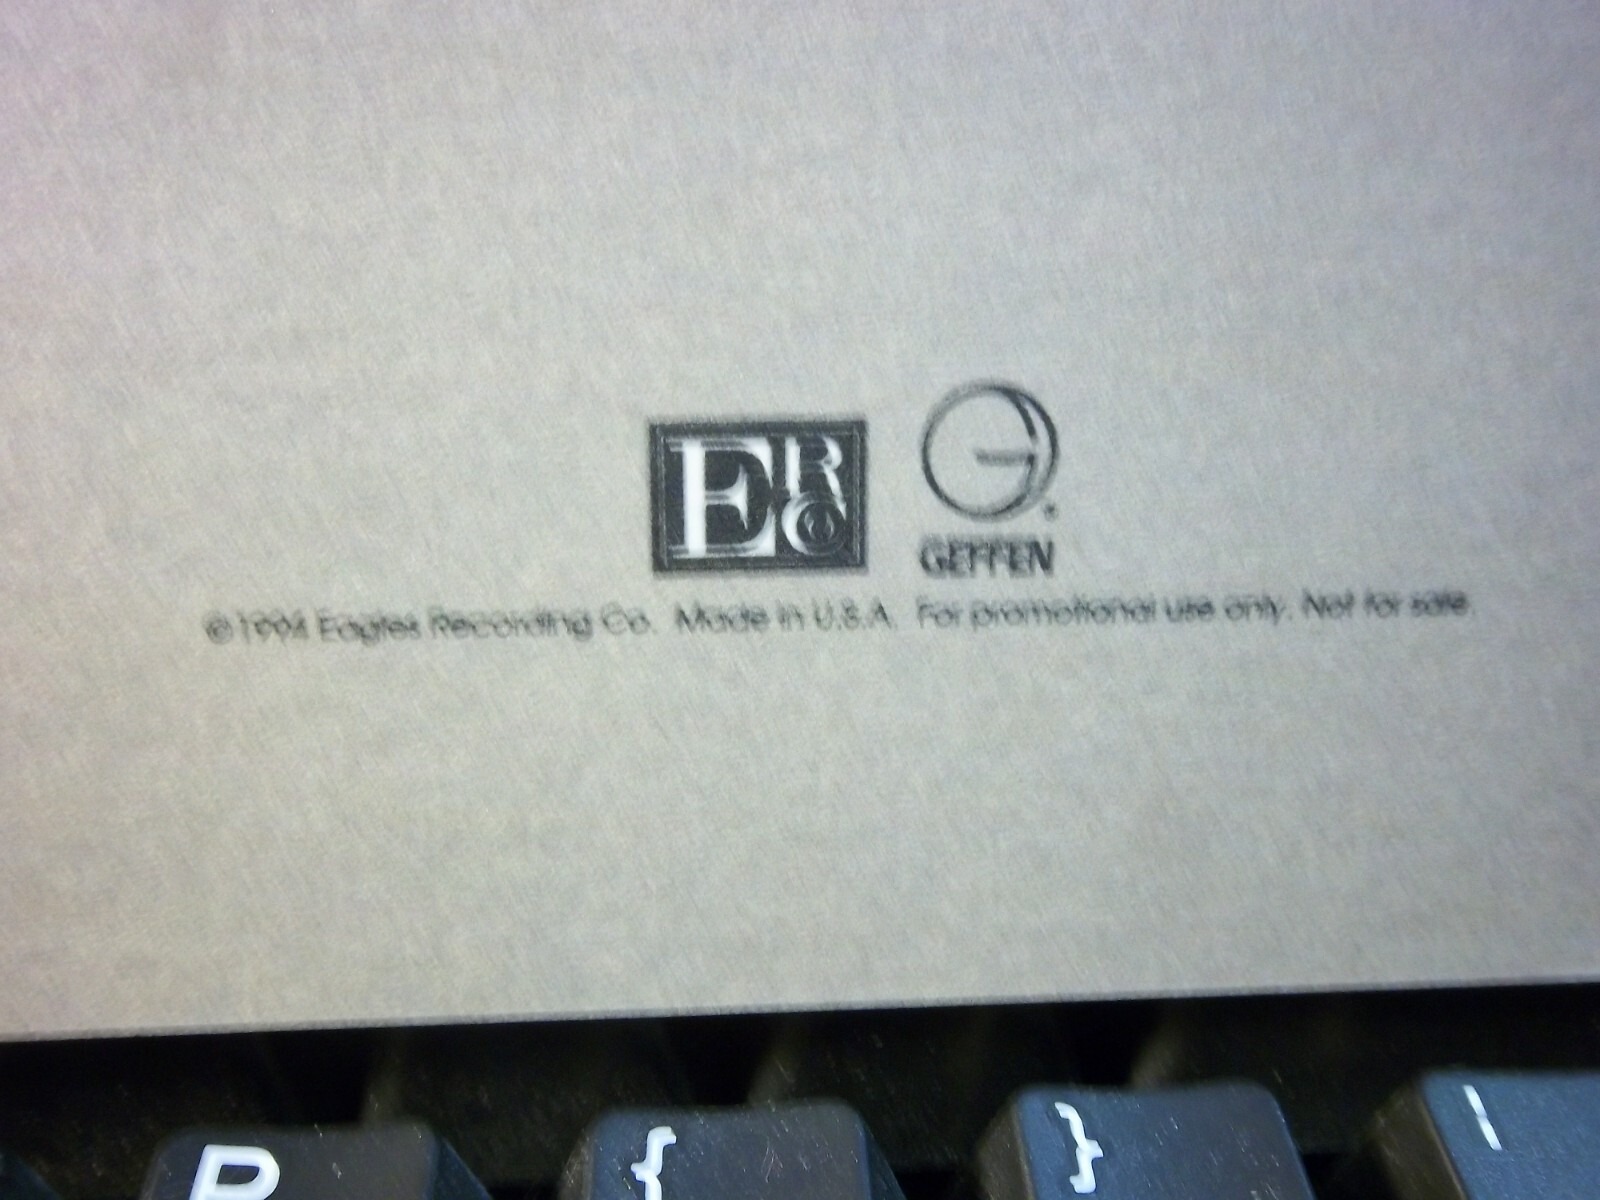 ERC
GEFFEN
©1994 Eagles Recording Co. Made in U.S.A. For promotional use only. Not for sale.
P { } |